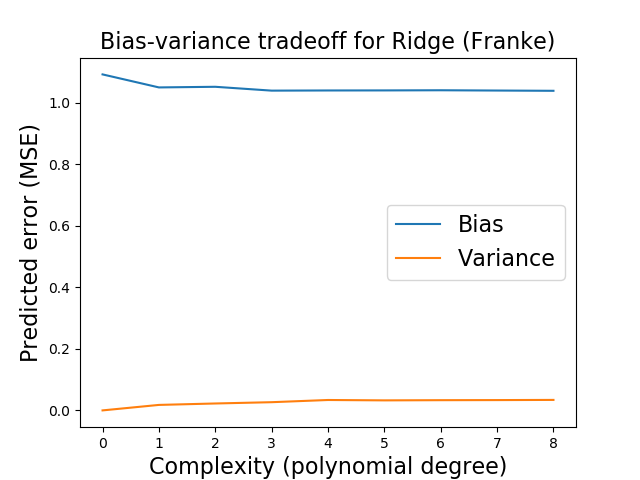 Bias-variance tradeoff for Ridge (Franke)
Predicted error (MSE)
1.0
0.8
0.6
0.4
0.2
0.0
Bias
Variance
0 1 2 3 4 5 6 7 8
Complexity (polynomial degree)